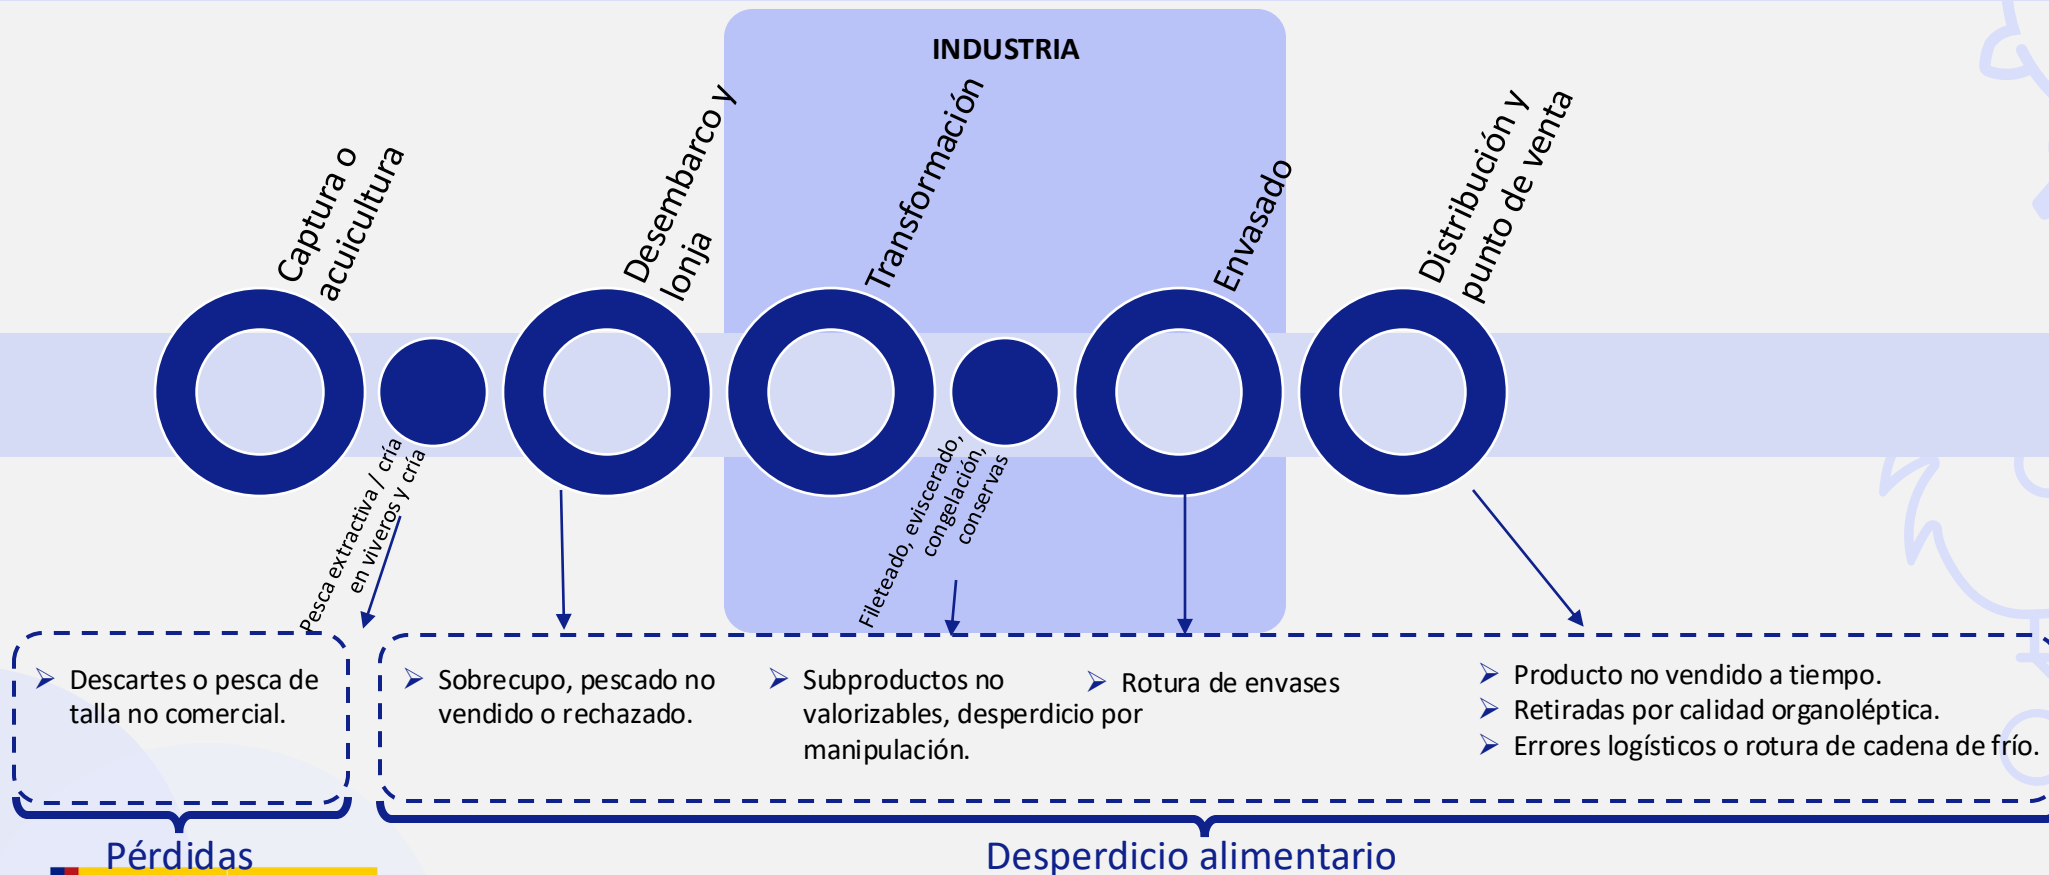 INDUSTRIA
Captura o
acuicultura
Desembarco y
lonja
Transformación
Envasado
Distribución y
punto de venta
Pesca extractiva / cría
en viveros y cría
Fileteado, eviscerado,
congelación,
conservas
Descartes o pesca de
talla no comercial.
Sobrecupo, pescado no
vendido o rechazado.
Subproductos no
valorizables, desperdicio por
manipulación.
Rotura de envases
Producto no vendido a tiempo.
Retiradas por calidad organoléptica.
Errores logísticos o rotura de cadena de frío.
Pérdidas
Desperdicio alimentario